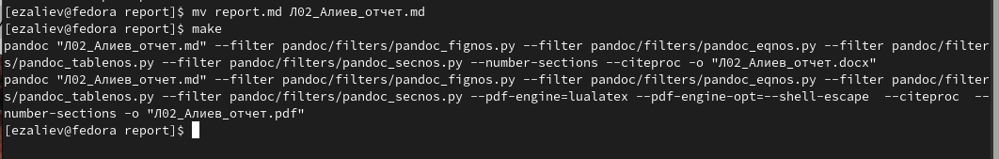 [ezaliev@fedora report]$ mv report.md Л02_Алиев_отчет.md
[ezaliev@fedora report]$ make
pandoc "Л02_Алиев_отчет.md" --filter pandoc/filters/pandoc_fignos.py --filter pandoc/filters/pandoc_eqnos.py --filter pandoc/filter
s/pandoc_tablenos.py --filter pandoc/filters/pandoc_secnos.py --number-sections --citeproc -o "Л02_Алиев_отчет.docx"
pandoc "Л02_Алиев_отчет.md" --filter pandoc/filters/pandoc_fignos.py --filter pandoc/filters/pandoc_eqnos.py --filter pandoc/filter
s/pandoc_tablenos.py --filter pandoc/filters/pandoc_secnos.py --pdf-engine=lualatex --pdf-engine-opt=--shell-escape  --citeproc  --
number-sections -o "Л02_Алиев_отчет.pdf"
[ezaliev@fedora report]$